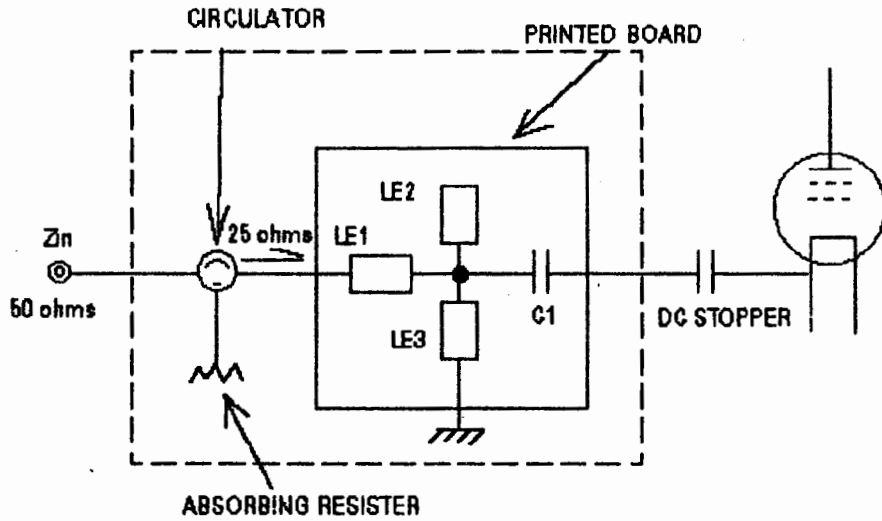 CIRCULATOR
PRINTED BOARD
LE2
Zin
25 ohms
LE1
50 ohms
C1
DC STOPPER
LE3
ABSORBING RESISTER